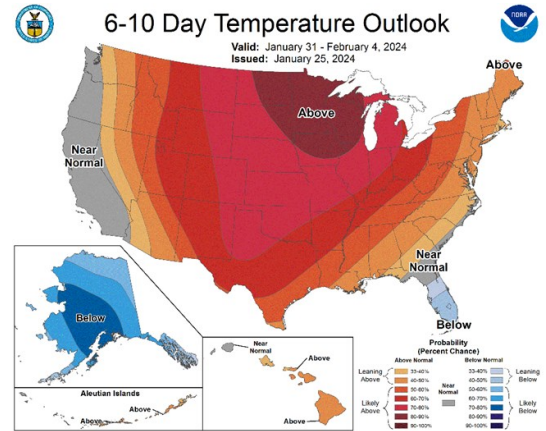 6-10 Day Temperature Outlook
Valid: January 31 - February 4, 2024
Issued: January 25, 2024
NOAA
Above
Above
Near
Normal
Near
Normal
Below
Below
Near
Normal
Above
Above
Aleutian Islands
Above
Above
Probability
(Percent Chance)
Above Normal
Below Normal
Leaning
Above
33-40%
40-50%
Likely
Above
50-60%
60-70%
70-80%
80-90%
90-100%
Near
Normal
33-40%
40-50%
Leaning
Below
50-60%
60-70%
70-80%
80-90%
90-100%
Likely
Below